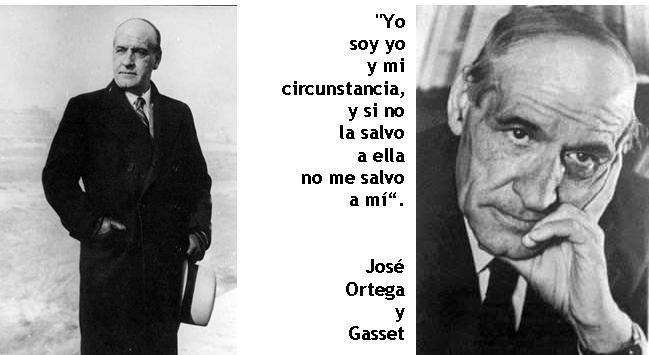 "Yo
soy yo
y mi
circunstancia,
y si no
la salvo
a ella
no me salvo
a mí“.
José
Ortega
y
Gasset